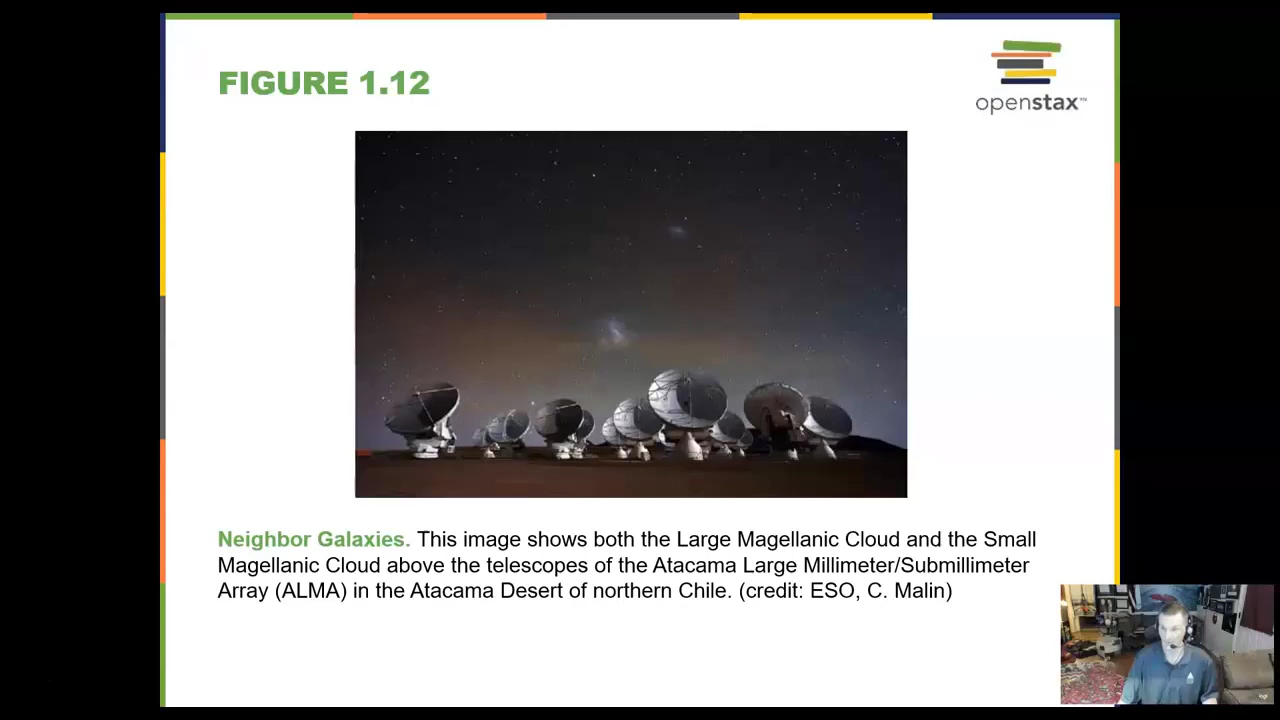 FIGURE 1.12
openstax™
Neighbor Galaxies. This image shows both the Large Magellanic Cloud and the Small
Magellanic Cloud above the telescopes of the Atacama Large Millimeter/Submillimeter
Array (ALMA) in the Atacama Desert of northern Chile. (credit: ESO, C. Malin)